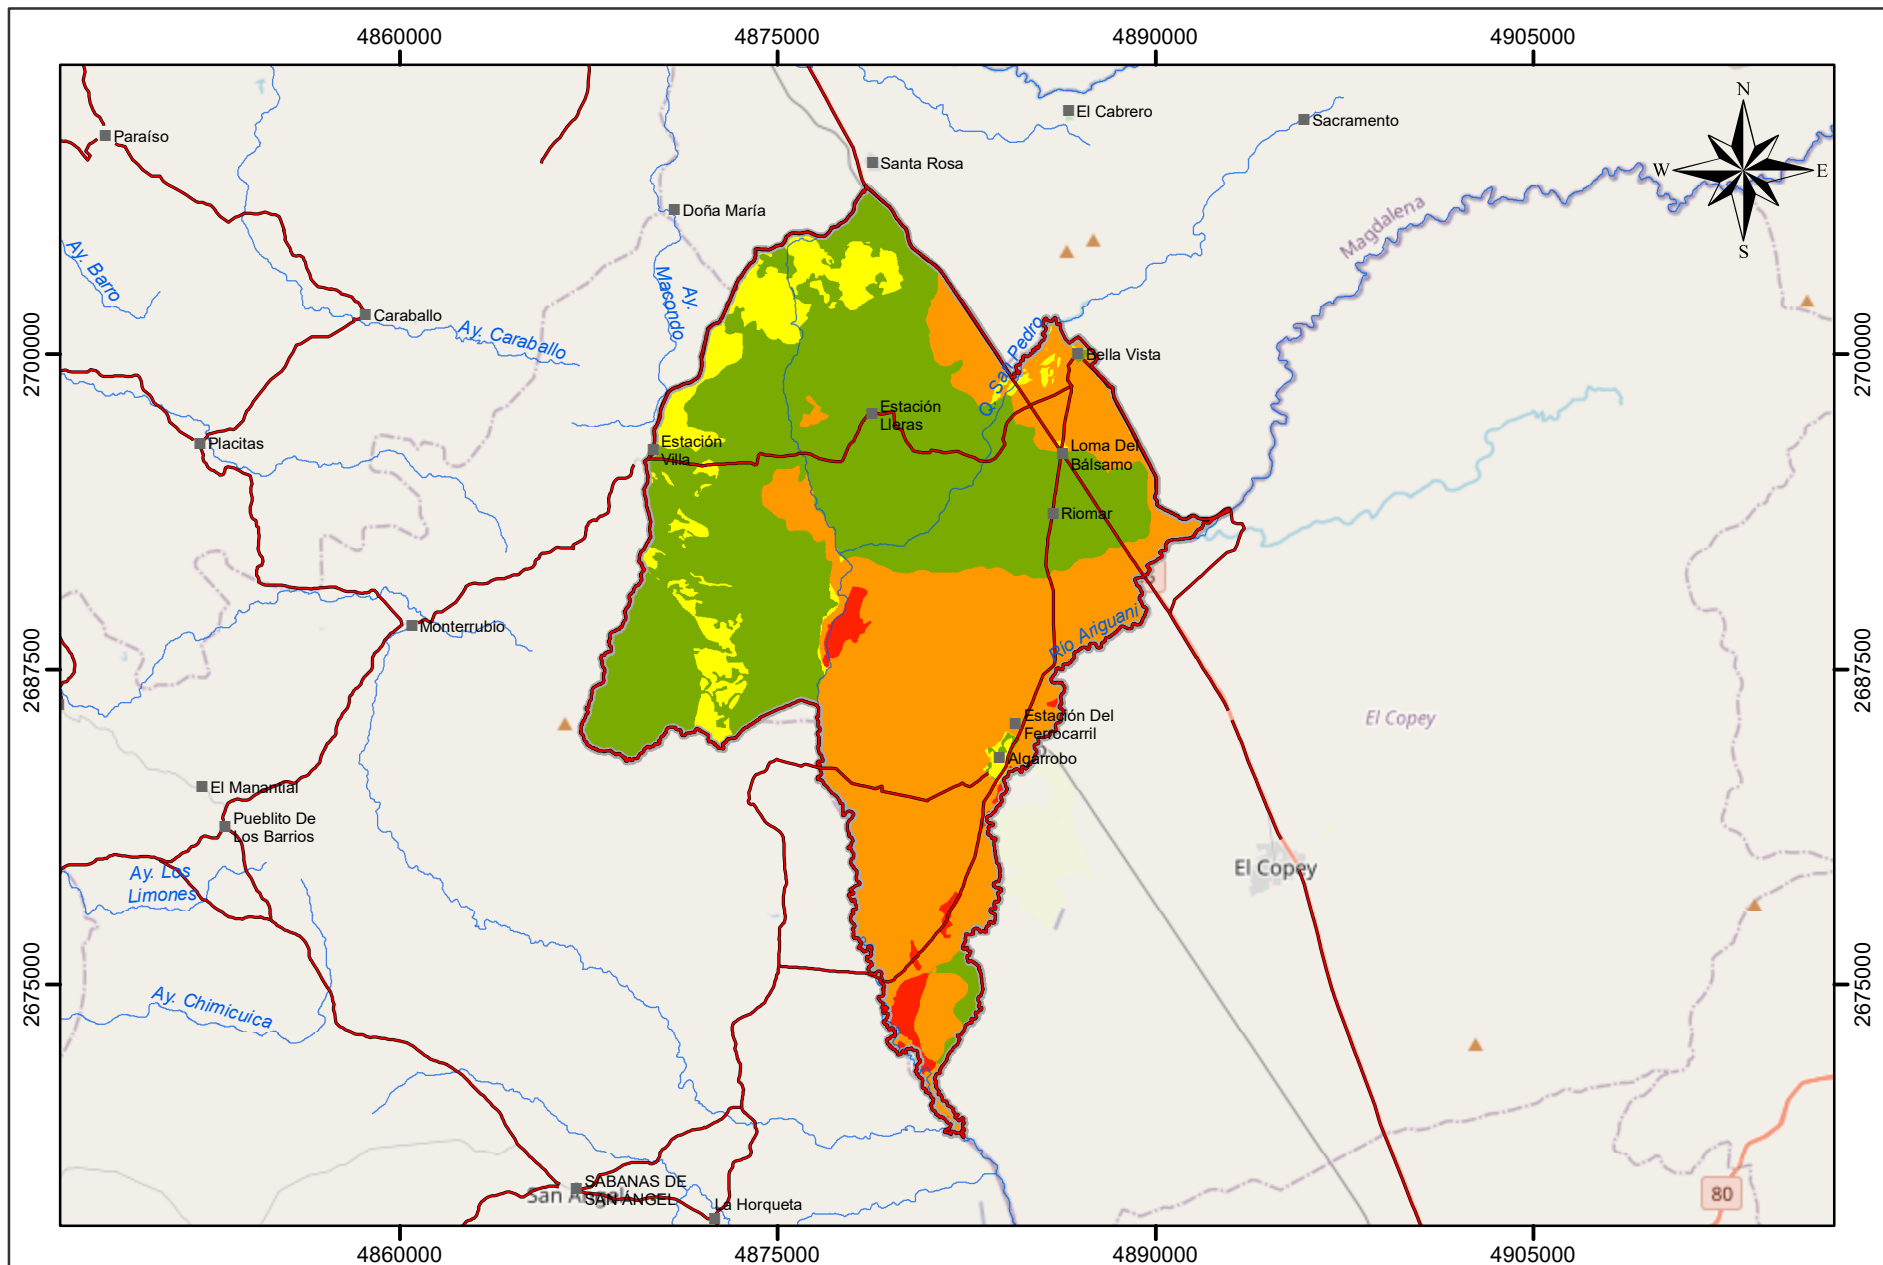 4860000
4875000
4890000
4905000
N
W
E
S
El Cabrero
Sacramento
Paraíso
Santa Rosa
Doña María
Magdalena
Ay. Barro
Ay.
Macondo
Caraballo
Ay. Caraballo
Q. San Pedro
Bella Vista
2700000
2700000
Estación
Lleras
Placitas
Estación
Villa
Loma Del
Bálsamo
Riomar
Monterrubio
Río Ariguaní
2687500
2687500
Estación Del
Ferrocarril
El Copey
Algarrobo
El Manantial
Pueblito De
Los Barrios
Ay. Los
Limones
El Copey
2675000
2675000
Ay. Chimicuica
SABANAS DE
SAN ÁNGEL
San Ángel
La Horqueta
80
4860000
4875000
4890000
4905000